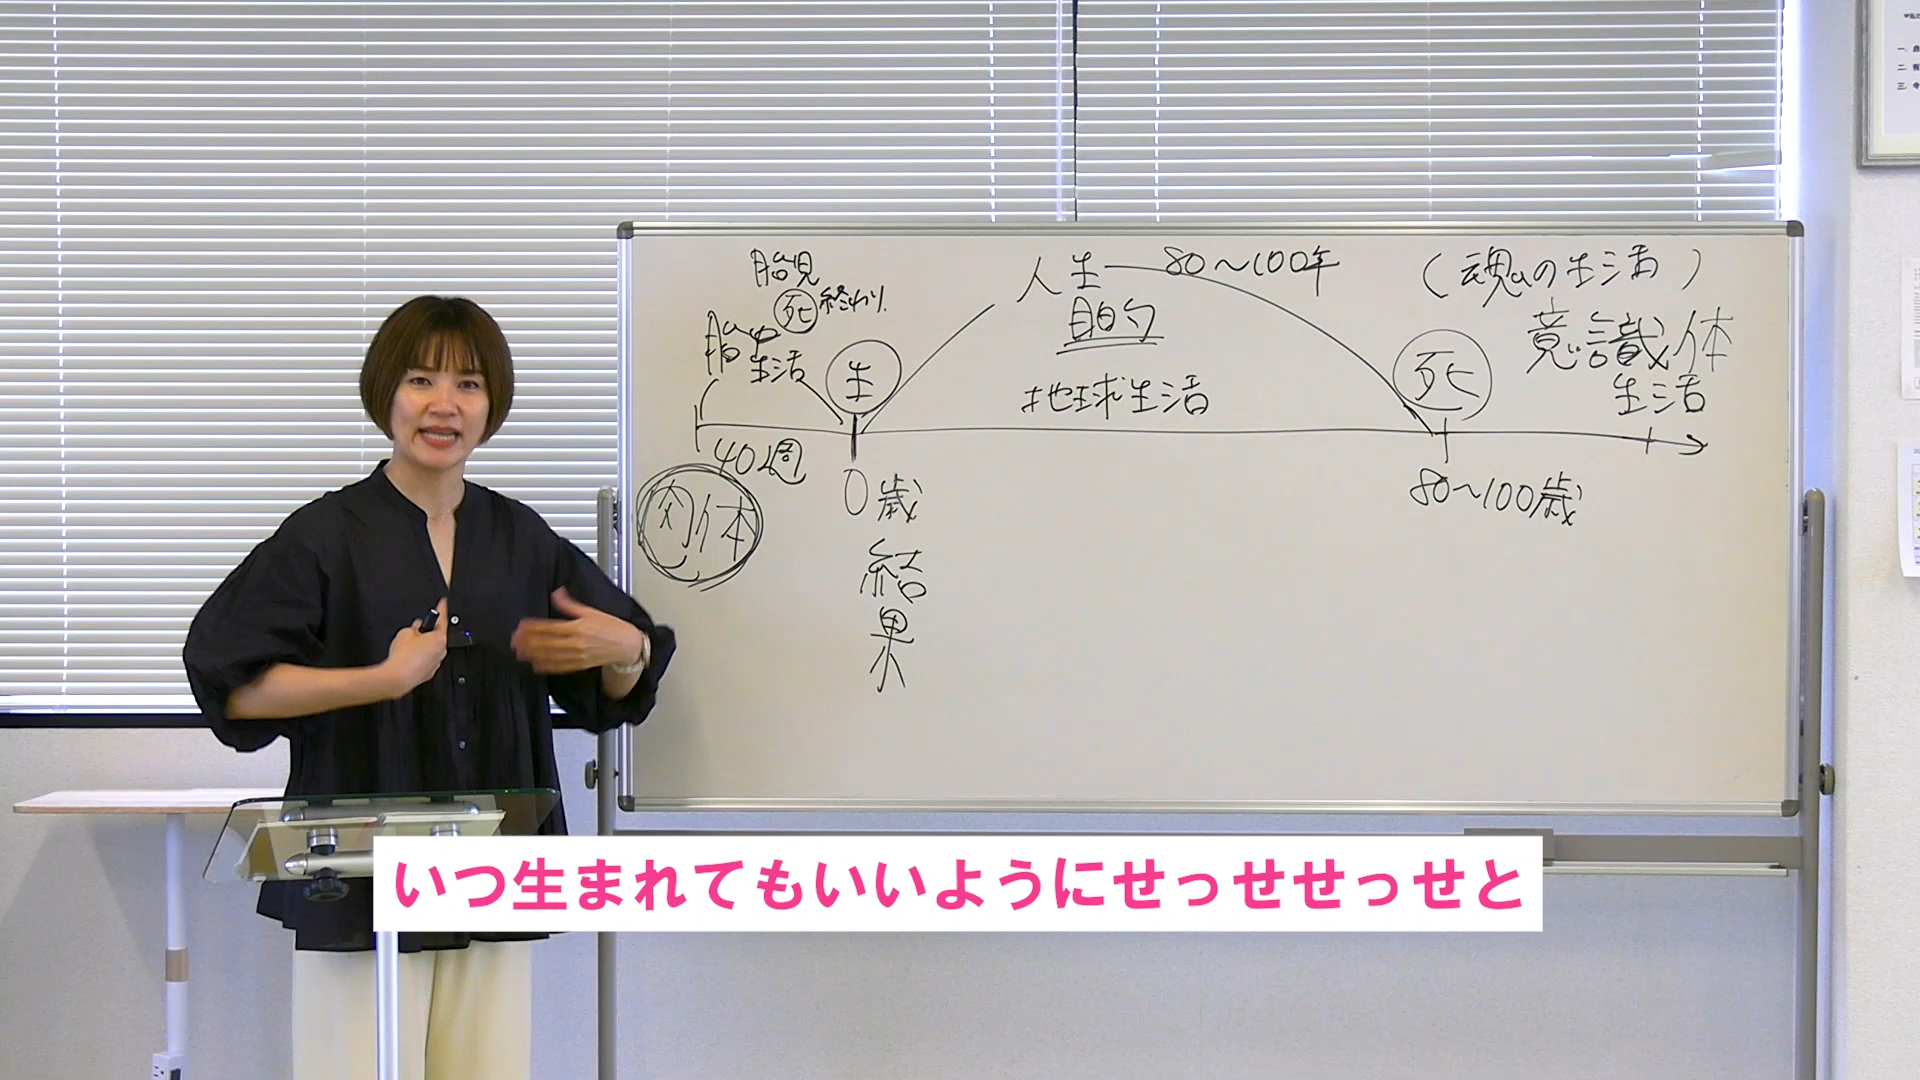 胎児
死 終わり
胎中
生活
生
40週
肉体
0歳
結
果
人生 80〜100年
目的
地球生活
(魂の生活)
意識体
生活
死
80〜100歳
いつ生まれてもいいようにせっせせっせと